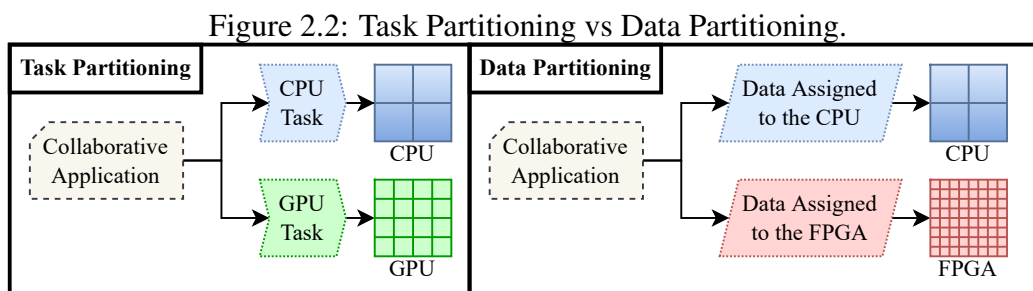 Figure 2.2: Task Partitioning vs Data Partitioning.
Task Partitioning
Collaborative
Application
CPU
Task
CPU
GPU
Task
GPU
Data Partitioning
Collaborative
Application
Data Assigned
to the CPU
CPU
Data Assigned
to the FPGA
FPGA